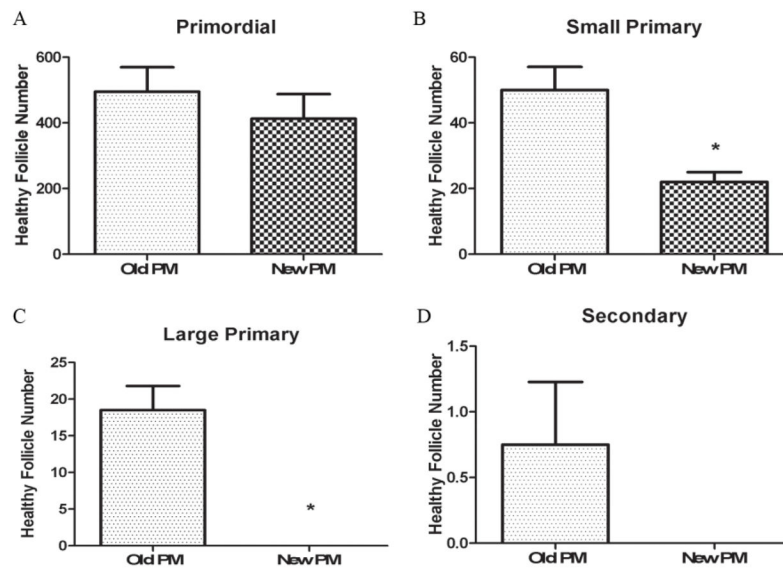 A
Primordial
Healthy Follicle Number
600
400
200
0
Old PM
New PM
B
Small Primary
Healthy Follicle Number
60
40
20
0
*
Old PM
New PM
C
Large Primary
Healthy Follicle Number
25
20
15
10
5
0
*
Old PM
New PM
D
Secondary
Healthy Follicle Number
1.5
1.0
0.5
0.0
Old PM
New PM